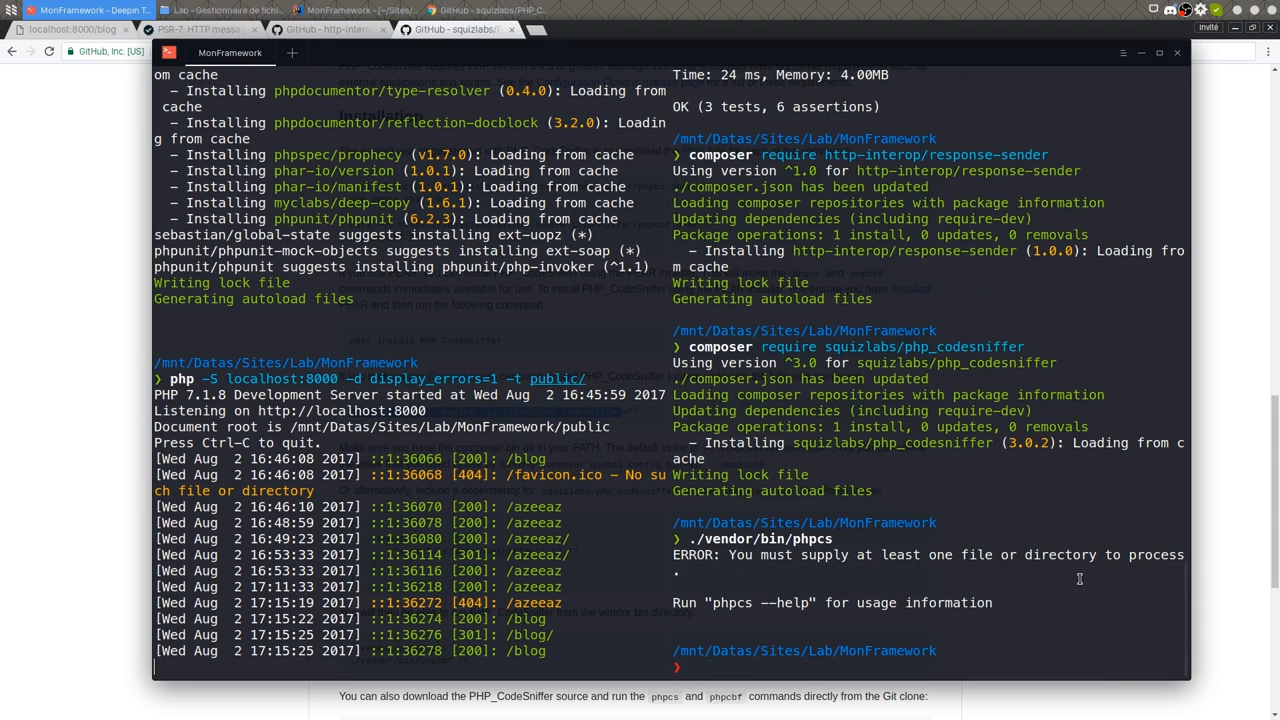 MonFramework - Deepin T...
Lab - Gestionnaire de fichi...
MonFramework - [~/Sites/...
GitHub - squizlabs/PHP_C...
localhost:8000/blog
PSR-7: HTTP messag
GitHub - http-intero
GitHub - squizlabs/P
Invité
GitHub, Inc. [US]
MonFramework
om cache
- Installing phpdocumentor/type-resolver (0.4.0): Loading from
cache
- Installing phpdocumentor/reflection-docblock (3.2.0): Loadin
g from cache
- Installing phpspec/prophecy (v1.7.0): Loading from cache
- Installing phar-io/version (1.0.1): Loading from cache
- Installing phar-io/manifest (1.0.1): Loading from cache
- Installing myclabs/deep-copy (1.6.1): Loading from cache
- Installing phpunit/phpunit (6.2.3): Loading from cache
sebastian/global-state suggests installing ext-uopz (*)
phpunit/phpunit-mock-objects suggests installing ext-soap (*)
phpunit/phpunit suggests installing phpunit/php-invoker (^1.1)
Writing lock file
Generating autoload files
/mnt/Datas/Sites/Lab/MonFramework
❯ php -S localhost:8000 -d display_errors=1 -t public/
PHP 7.1.8 Development Server started at Wed Aug  2 16:45:59 2017
Listening on http://localhost:8000
Document root is /mnt/Datas/Sites/Lab/MonFramework/public
Press Ctrl-C to quit.
[Wed Aug  2 16:46:08 2017] ::1:36066 [200]: /blog
[Wed Aug  2 16:46:08 2017] ::1:36068 [404]: /favicon.ico - No su
ch file or directory
[Wed Aug  2 16:46:10 2017] ::1:36070 [200]: /azeeaz
[Wed Aug  2 16:48:59 2017] ::1:36078 [200]: /azeeaz
[Wed Aug  2 16:49:23 2017] ::1:36080 [200]: /azeeaz/
[Wed Aug  2 16:53:33 2017] ::1:36114 [301]: /azeeaz/
[Wed Aug  2 16:53:33 2017] ::1:36116 [200]: /azeeaz
[Wed Aug  2 17:11:33 2017] ::1:36218 [200]: /azeeaz
[Wed Aug  2 17:15:19 2017] ::1:36272 [404]: /azeeaz
[Wed Aug  2 17:15:22 2017] ::1:36274 [200]: /blog
[Wed Aug  2 17:15:25 2017] ::1:36276 [301]: /blog/
[Wed Aug  2 17:15:25 2017] ::1:36278 [200]: /blog
Time: 24 ms, Memory: 4.00MB
OK (3 tests, 6 assertions)
/mnt/Datas/Sites/Lab/MonFramework
❯ composer require http-interop/response-sender
Using version ^1.0 for http-interop/response-sender
./composer.json has been updated
Loading composer repositories with package information
Updating dependencies (including require-dev)
Package operations: 1 install, 0 updates, 0 removals
- Installing http-interop/response-sender (1.0.0): Loading fro
m cache
Writing lock file
Generating autoload files
/mnt/Datas/Sites/Lab/MonFramework
❯ composer require squizlabs/php_codesniffer
Using version ^3.0 for squizlabs/php_codesniffer
./composer.json has been updated
Loading composer repositories with package information
Updating dependencies (including require-dev)
Package operations: 1 install, 0 updates, 0 removals
- Installing squizlabs/php_codesniffer (3.0.2): Loading from c
ache
Writing lock file
Generating autoload files
/mnt/Datas/Sites/Lab/MonFramework
❯ ./vendor/bin/phpcs
ERROR: You must supply at least one file or directory to process
.
Run "phpcs --help" for usage information
/mnt/Datas/Sites/Lab/MonFramework
❯
Installation
pear install PHP_CodeSniffer
./vendor/bin/phpcbf -h
You can also download the PHP_CodeSniffer source and run the phpcs and phpcbf commands directly from the Git clone: